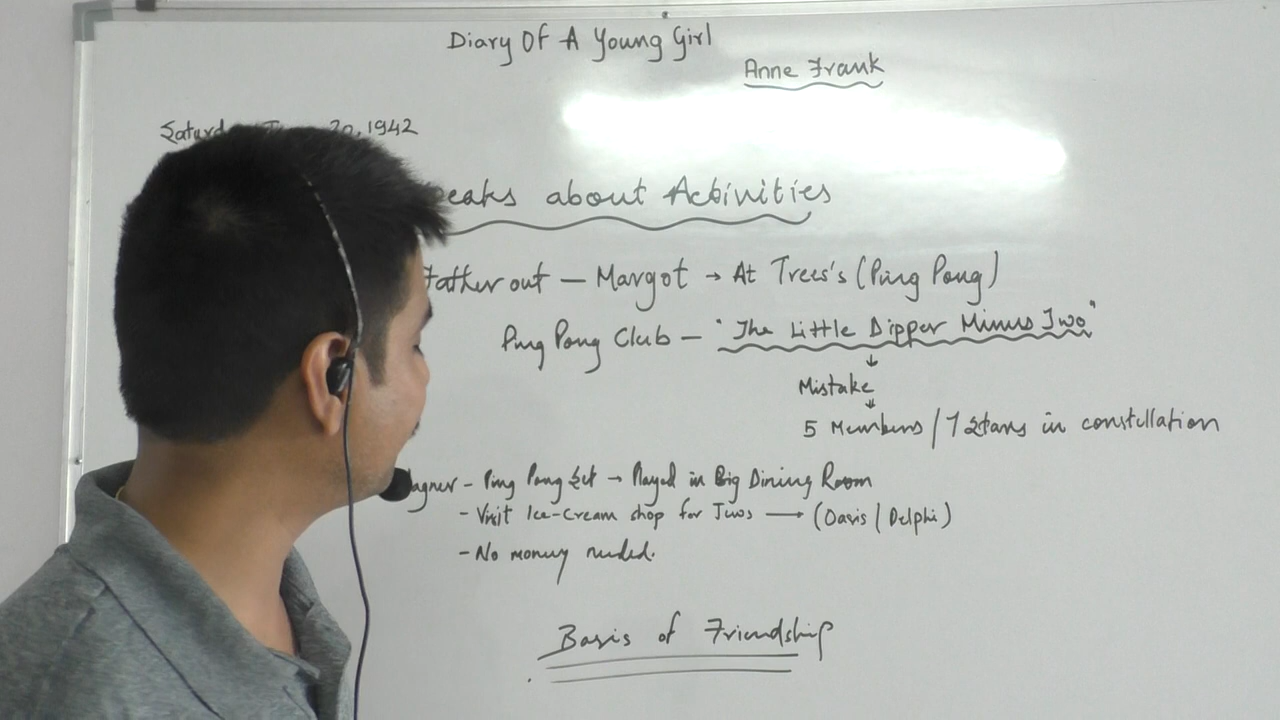 Diary Of A Young Girl
Anne Frank
20, 1942
about Activities
Father out — Margot → At Trees's (Ping Pong)
Ping Pong Club — "The Little Dipper Minus Two"
↓
Mistake
↓
5 Members / 7 Stars in constellation
- Ping Pong Set → Played in Big Dining Room
- Visit Ice-Cream shop for Jews → (Oasis / Delphi)
- No money needed.
Basis of Friendship